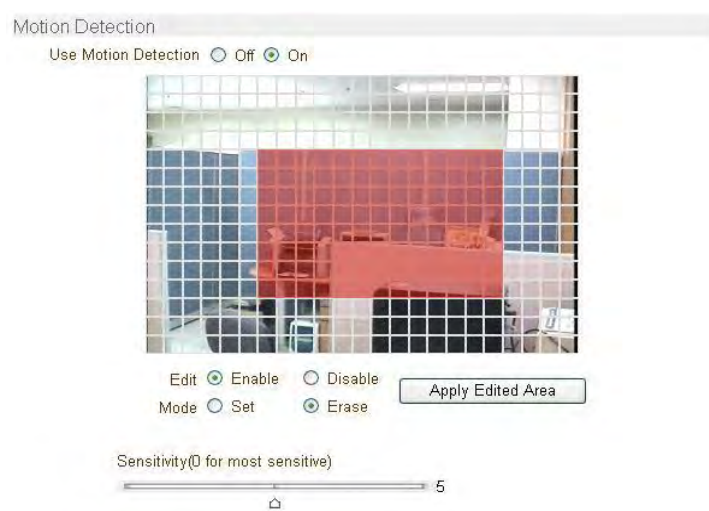 Motion Detection
Use Motion Detection Off On
Edit Enable Disable
Apply Edited Area
Mode Set Erase
Sensitivity(0 for most sensitive)
5